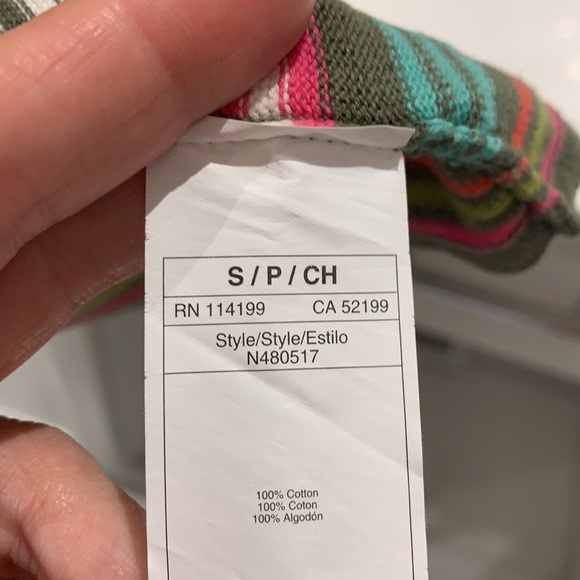 S / P / CH
RN 114199 CA 52199
Style/Style/Estilo
N480517
100% Cotton
100% Coton
100% Algodón